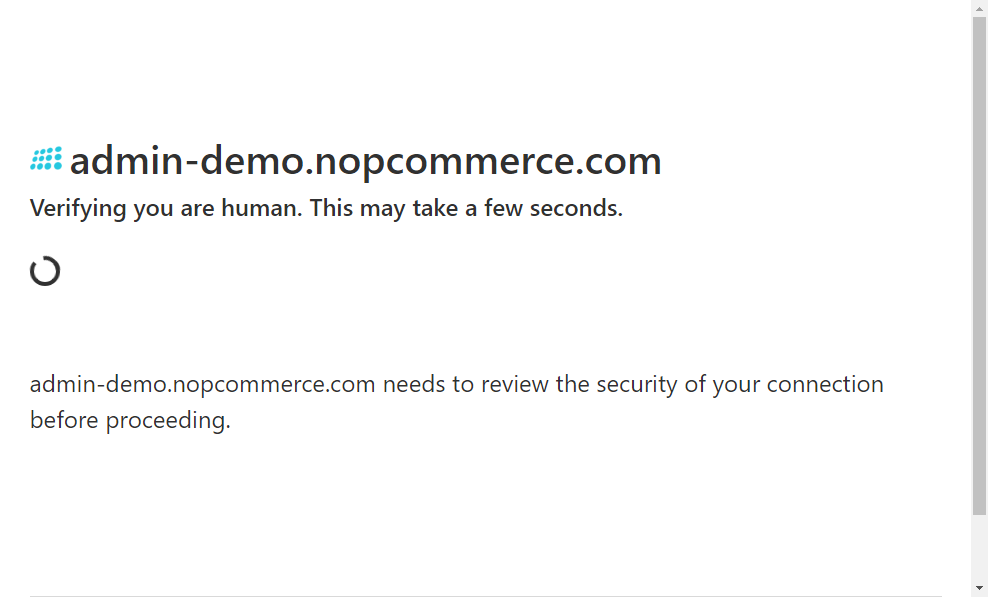 admin-demo.nopcommerce.com
Verifying you are human. This may take a few seconds.
admin-demo.nopcommerce.com needs to review the security of your connection
before proceeding.